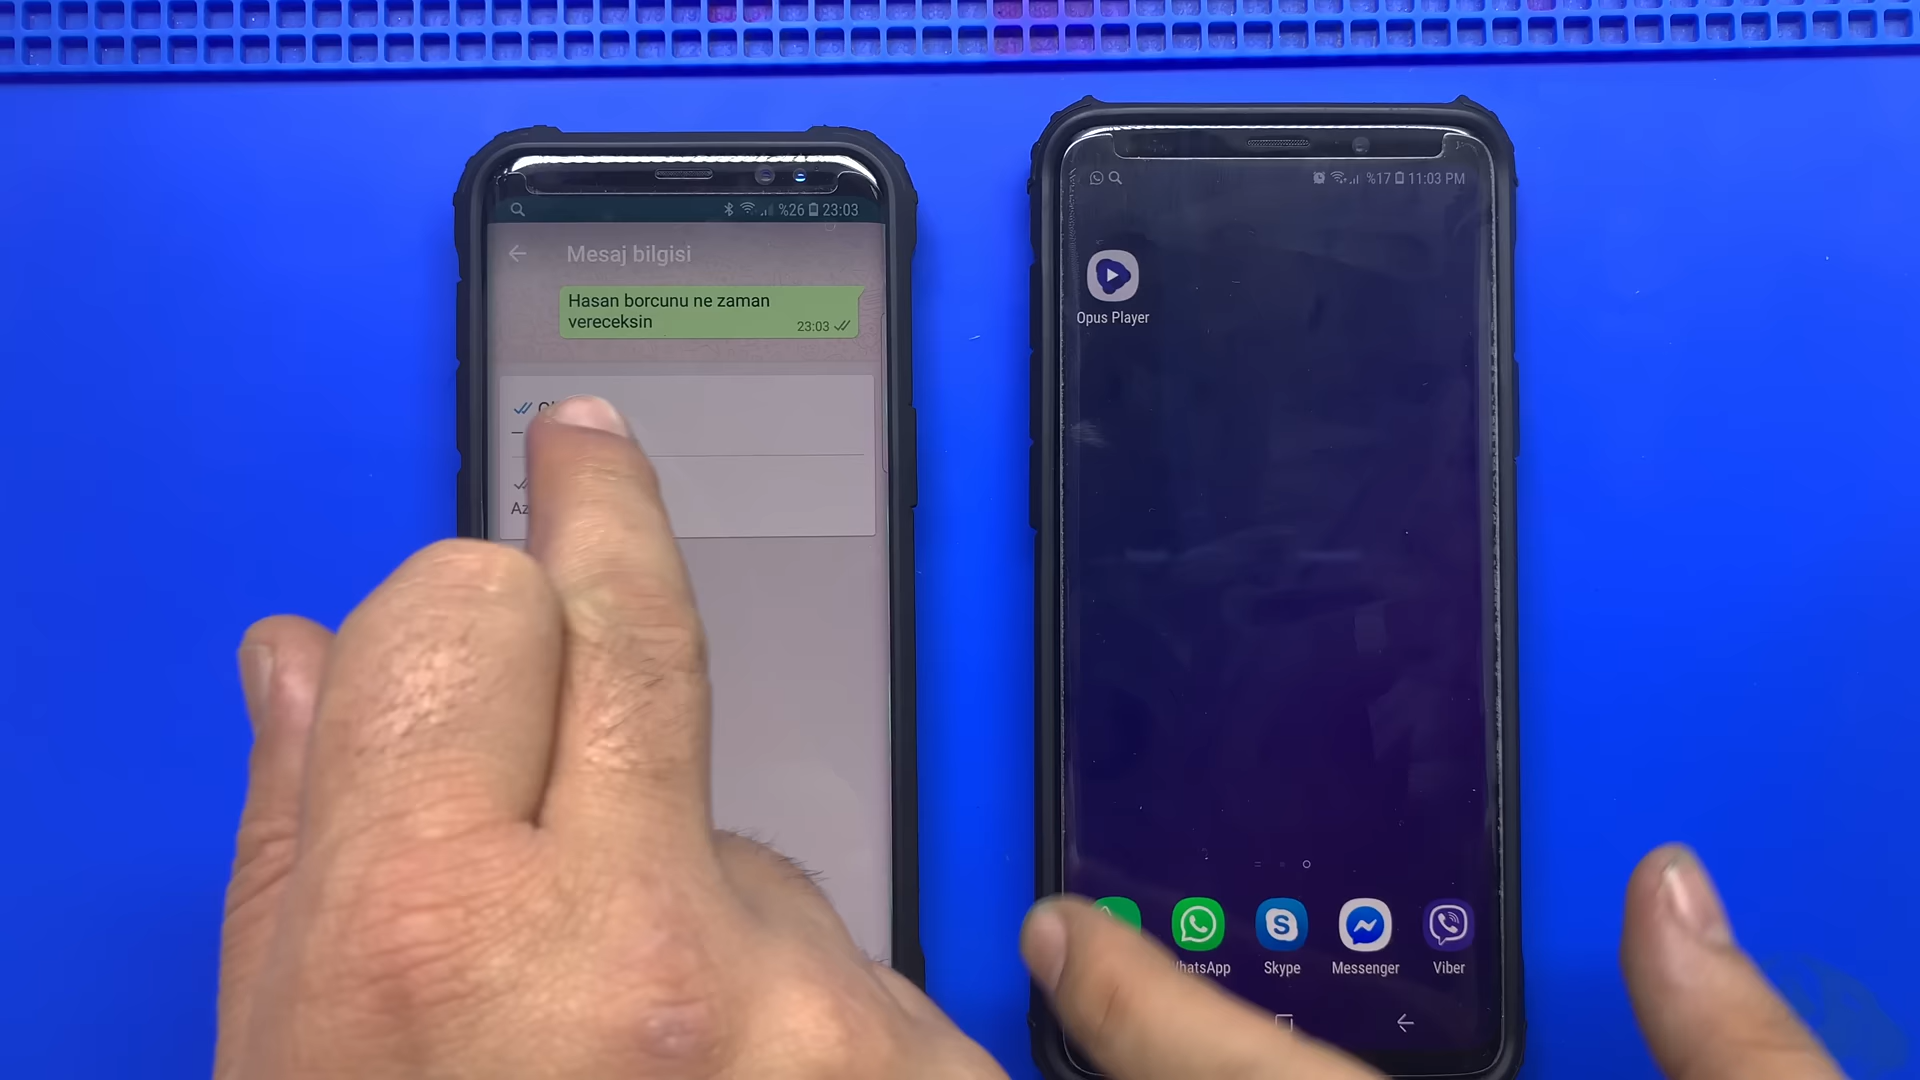 %26 23:03
Mesaj bilgisi
Hasan borcunu ne zaman
vereceksin
23:03
%17 11:03 PM
Opus Player
WhatsApp Skype Messenger Viber